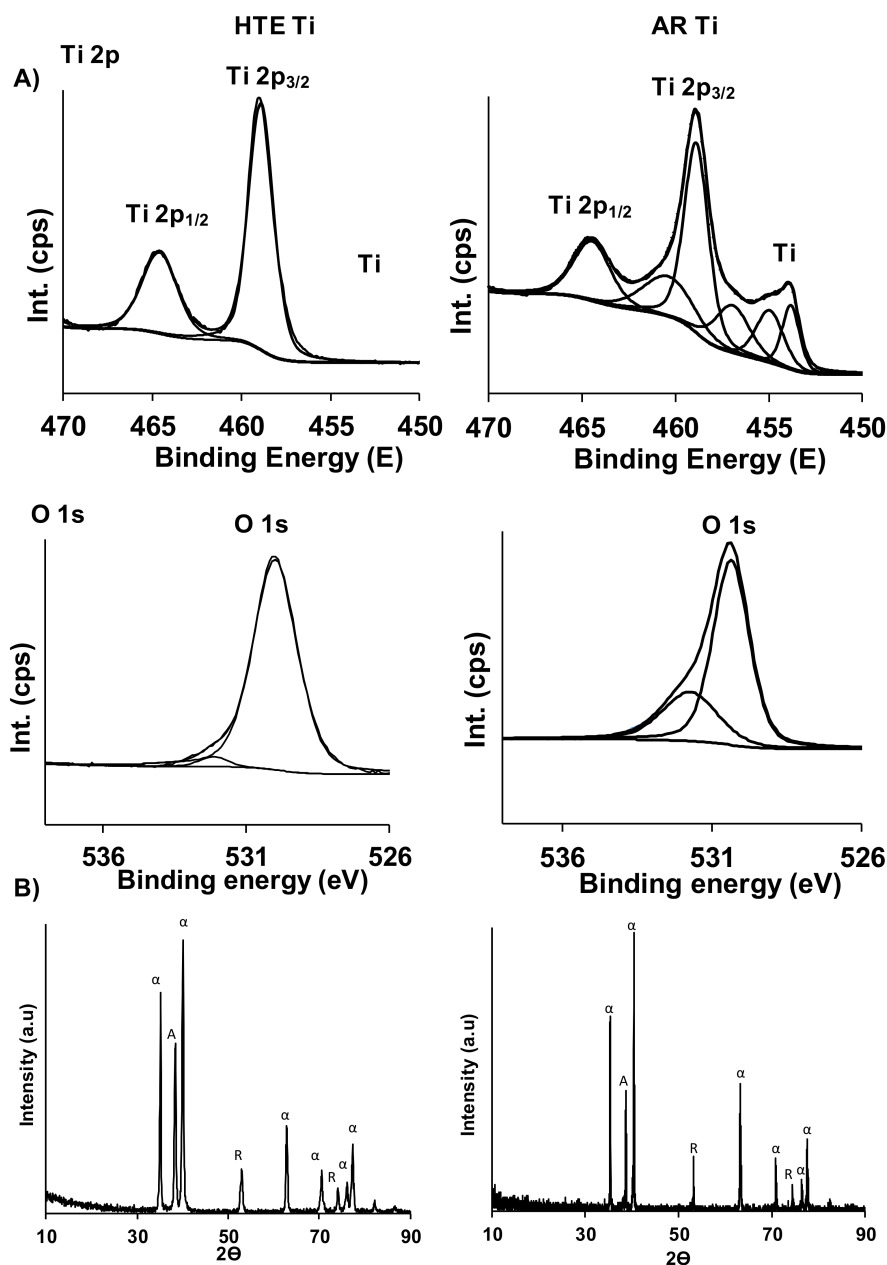 HTE Ti
AR Ti
Ti 2p
A)
Ti 2p3/2
Ti 2p1/2
Ti
Int. (cps)
470 465 460 455 450
Binding Energy (E)
Ti 2p3/2
Ti 2p1/2
Ti
Int. (cps)
470 465 460 455 450
Binding Energy (E)
O 1s
O 1s
Int. (cps)
536 531 526
Binding energy (eV)
O 1s
Int. (cps)
536 531 526
Binding energy (eV)
B)
α
A
α
R
α
α
R
α
α
Intensity (a.u)
10 30 50 70 90
2Ө
α
A
α
R
α
α
R
α
α
Intensity (a.u)
10 30 50 70 90
2Ө